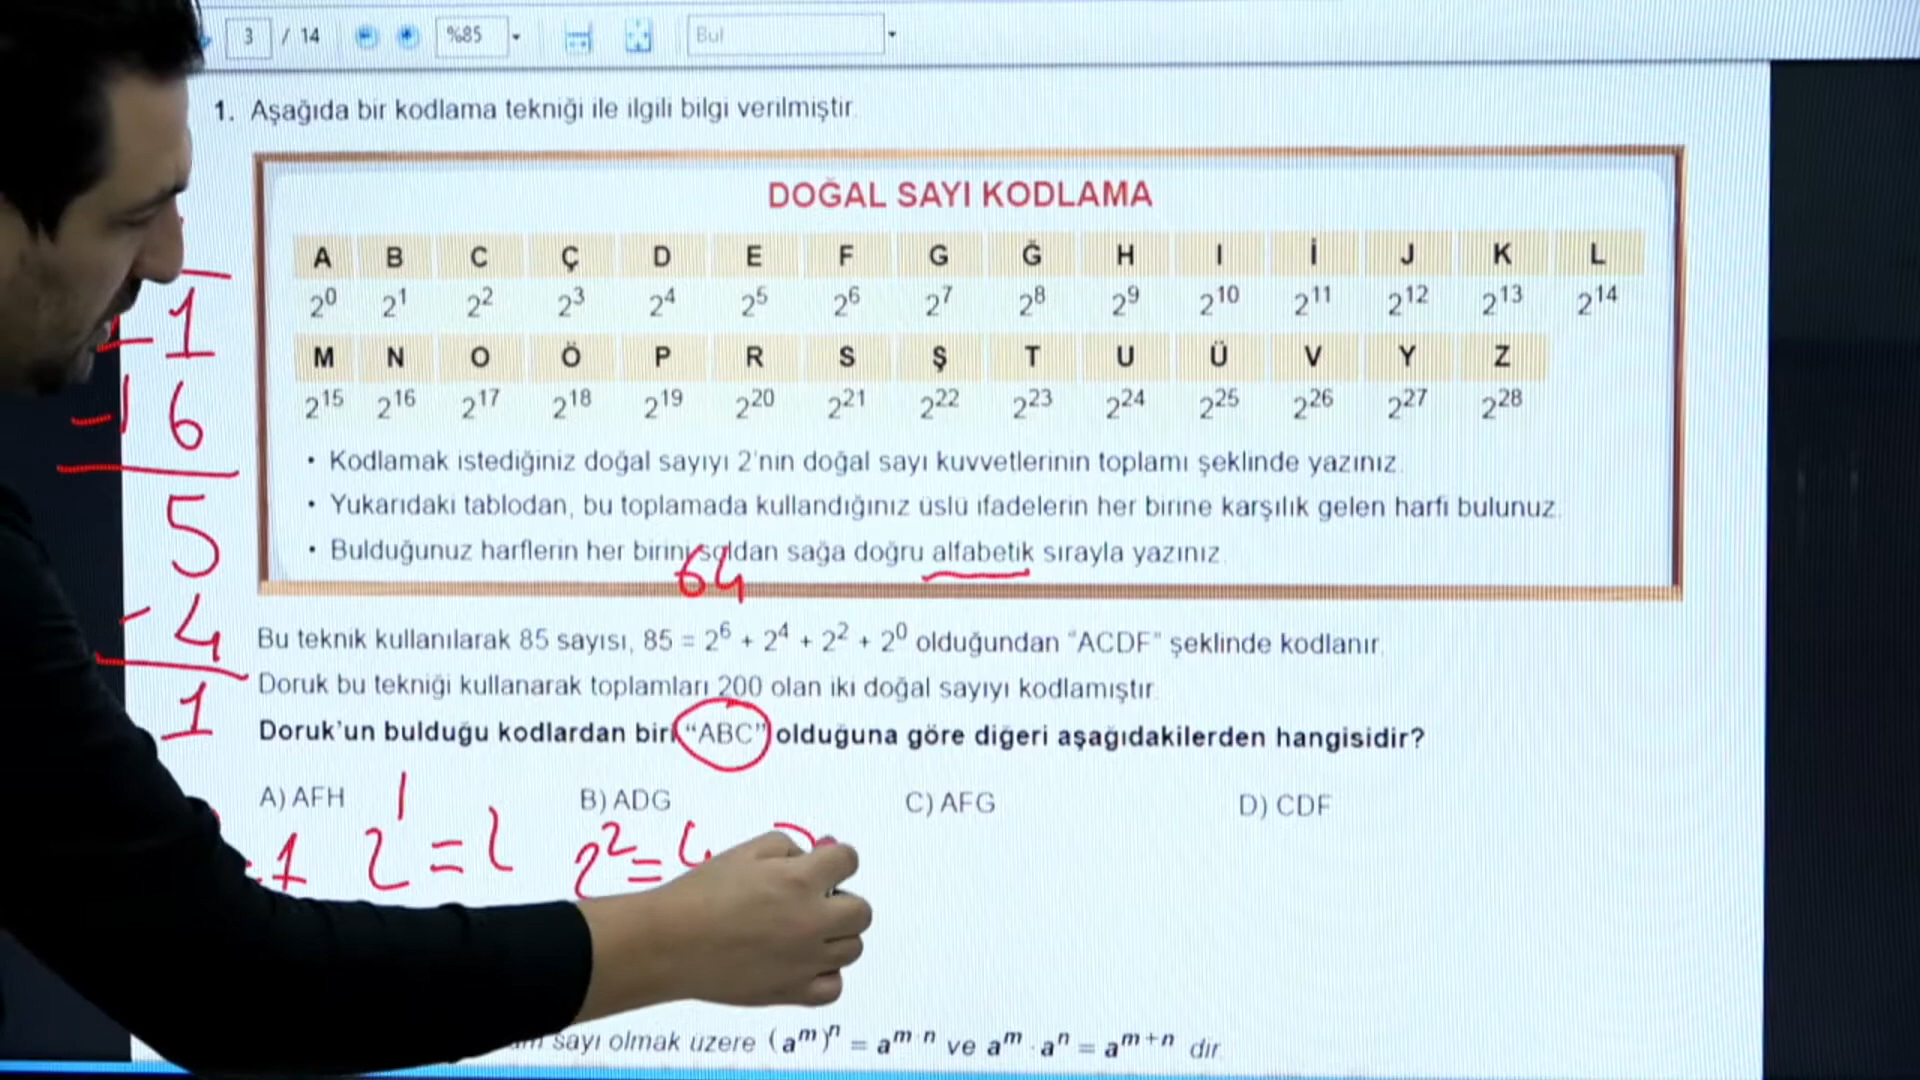 3 / 14 %85 Bul
1. Aşağıda bir kodlama tekniği ile ilgili bilgi verilmiştir.
DOĞAL SAYI KODLAMA
A B C Ç D E F G Ğ H I İ J K L
2⁰ 2¹ 2² 2³ 2⁴ 2⁵ 2⁶ 2⁷ 2⁸ 2⁹ 2¹⁰ 2¹¹ 2¹² 2¹³ 2¹⁴
M N O Ö P R S Ş T U Ü V Y Z
2¹⁵ 2¹⁶ 2¹⁷ 2¹⁸ 2¹⁹ 2²⁰ 2²¹ 2²² 2²³ 2²⁴ 2²⁵ 2²⁶ 2²⁷ 2²⁸
• Kodlamak istediğiniz doğal sayıyı 2'nin doğal sayı kuvvetlerinin toplamı şeklinde yazınız.
• Yukarıdaki tablodan, bu toplamada kullandığınız üslü ifadelerin her birine karşılık gelen harfi bulunuz.
• Bulduğunuz harflerin her birini soldan sağa doğru alfabetik sırayla yazınız.
64
1
- 16
5
- 4
1
Bu teknik kullanılarak 85 sayısı, 85 = 2⁶ + 2⁴ + 2² + 2⁰ olduğundan "ACDF" şeklinde kodlanır.
Doruk bu tekniği kullanarak toplamları 200 olan iki doğal sayıyı kodlamıştır.
Doruk'un bulduğu kodlardan biri "ABC" olduğuna göre diğeri aşağıdakilerden hangisidir?
A) AFH B) ADG C) AFG D) CDF
=1 2¹=2 2²=4
sayı olmak üzere (aᵐ)ⁿ = aᵐ·ⁿ ve aᵐ · aⁿ = aᵐ⁺ⁿ dir.